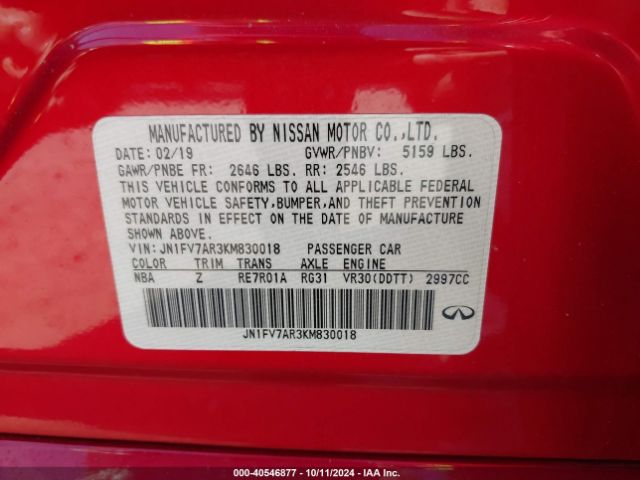 MANUFACTURED BY NISSAN MOTOR CO.,LTD.
DATE: 02/19 GVWR/PNBV: 5159 LBS.
GAWR/PNBE FR: 2646 LBS. RR: 2546 LBS.
THIS VEHICLE CONFORMS TO ALL APPLICABLE FEDERAL
MOTOR VEHICLE SAFETY,BUMPER,AND THEFT PREVENTION
STANDARDS IN EFFECT ON THE DATE OF MANUFACTURE
SHOWN ABOVE.
VIN: JN1FV7AR3KM830018 PASSENGER CAR
COLOR TRIM TRANS AXLE ENGINE
NBA Z RE7R01A RG31 VR30(DDTT) 2997CC
JN1FV7AR3KM830018
INFINITI
000-40546877 - 10/11/2024 - IAAI.com